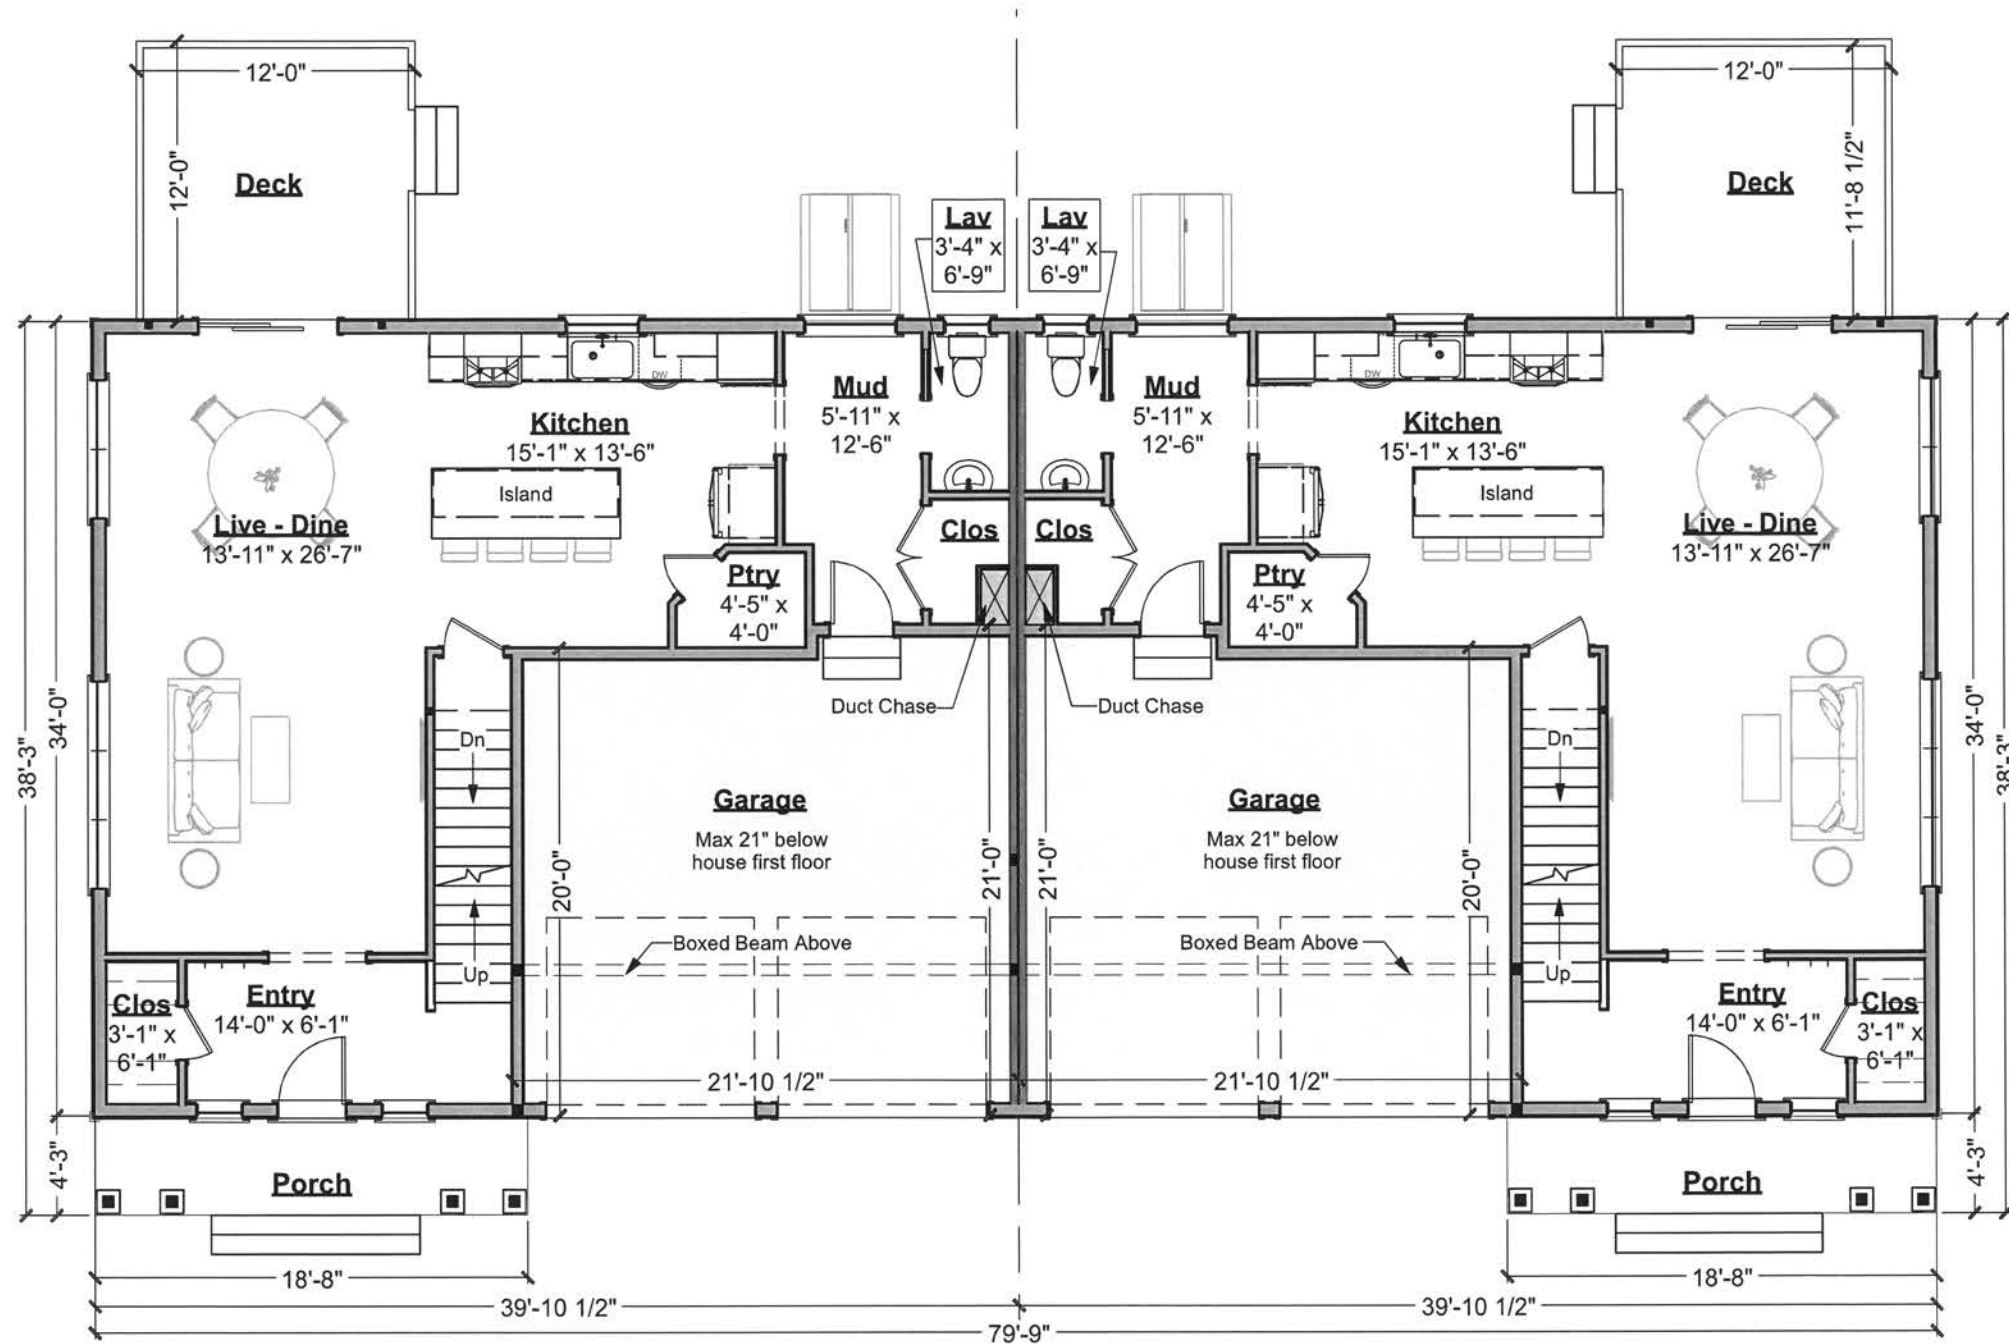 12'-0"
12'-0"
Deck
12'-0"
11'-8 1/2"
Deck
Lav
3'-4" x
6'-9"
Lav
3'-4" x
6'-9"
DW
Kitchen
15'-1" x 13'-6"
Island
Live - Dine
13'-11" x 26'-7"
Mud
5'-11" x
12'-6"
Clos
Ptry
4'-5" x
4'-0"
Mud
5'-11" x
12'-6"
Clos
Ptry
4'-5" x
4'-0"
DW
Kitchen
15'-1" x 13'-6"
Island
Live - Dine
13'-11" x 26'-7"
38'-3"
34'-0"
Dn
Up
Duct Chase
Garage
Max 21" below
house first floor
20'-0"
21'-0"
Boxed Beam Above
21'-10 1/2"
Duct Chase
Garage
Max 21" below
house first floor
21'-0"
20'-0"
Boxed Beam Above
21'-10 1/2"
Dn
Up
34'-0"
38'-3"
Clos
3'-1" x
6'-1"
Entry
14'-0" x 6'-1"
Entry
14'-0" x 6'-1"
Clos
3'-1" x
6'-1"
4'-3"
Porch
Porch
4'-3"
18'-8"
18'-8"
39'-10 1/2"
39'-10 1/2"
79'-9"